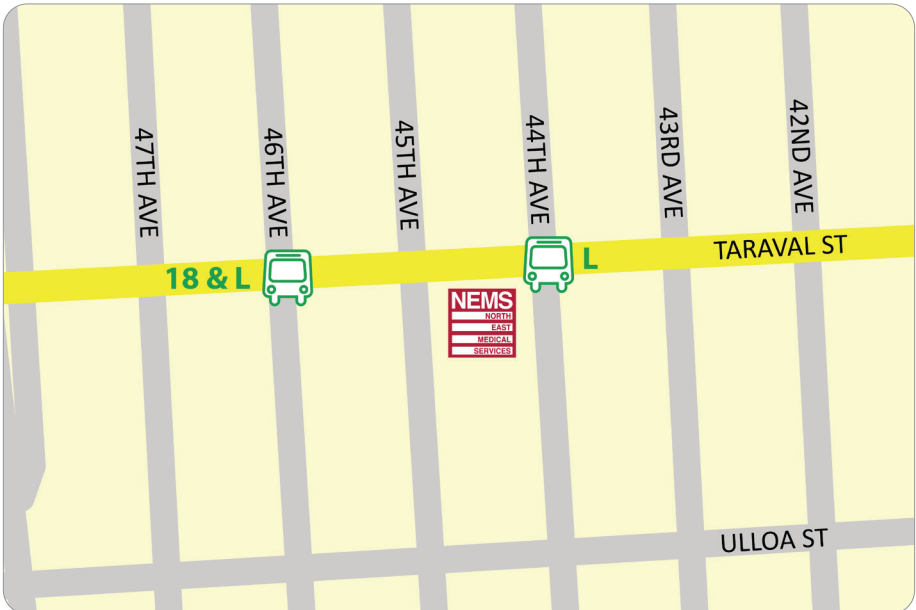 47TH AVE
46TH AVE
45TH AVE
44TH AVE
43RD AVE
42ND AVE
TARAVAL ST
18 & L
L
NEMS
NORTH
EAST
MEDICAL
SERVICES
ULLOA ST